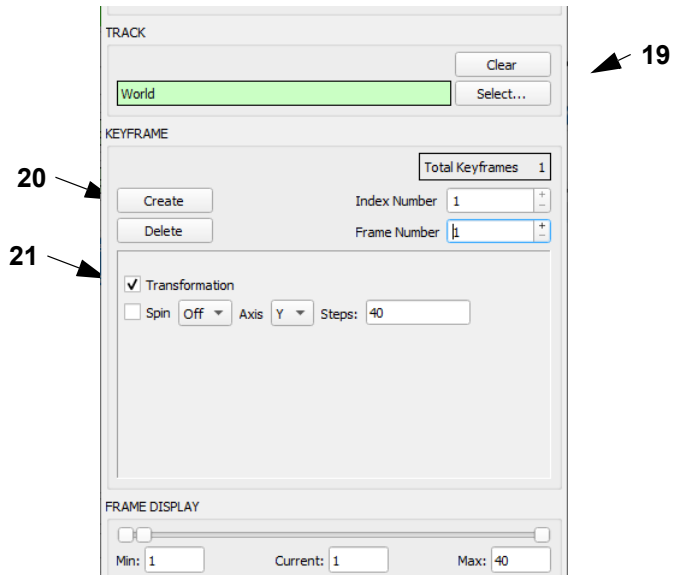 TRACK
Clear
19
World
Select...
KEYFRAME
Total Keyframes 1
20
Create
Index Number 1
Delete
Frame Number 1
21
Transformation
Spin Off Axis Y Steps: 40
FRAME DISPLAY
Min: 1 Current: 1 Max: 40